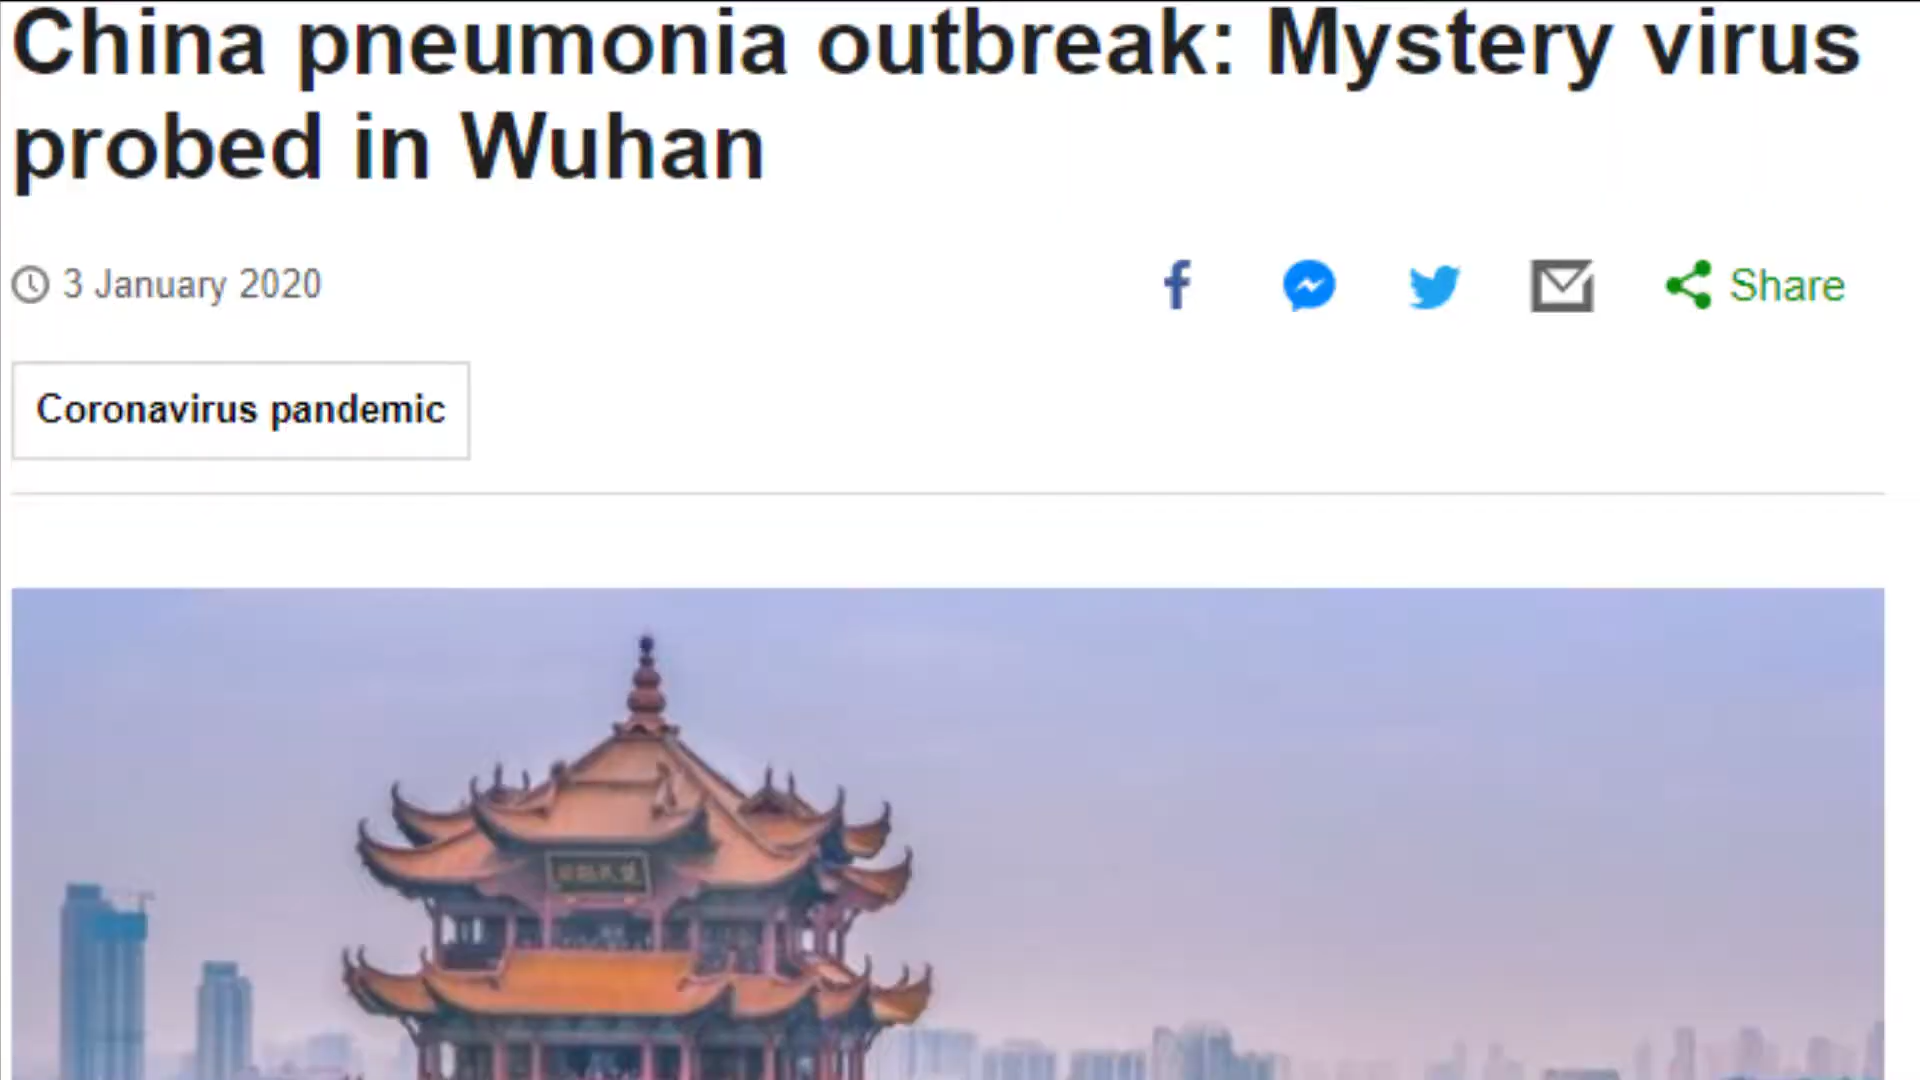 China pneumonia outbreak: Mystery virus
probed in Wuhan
3 January 2020
Share
Coronavirus pandemic